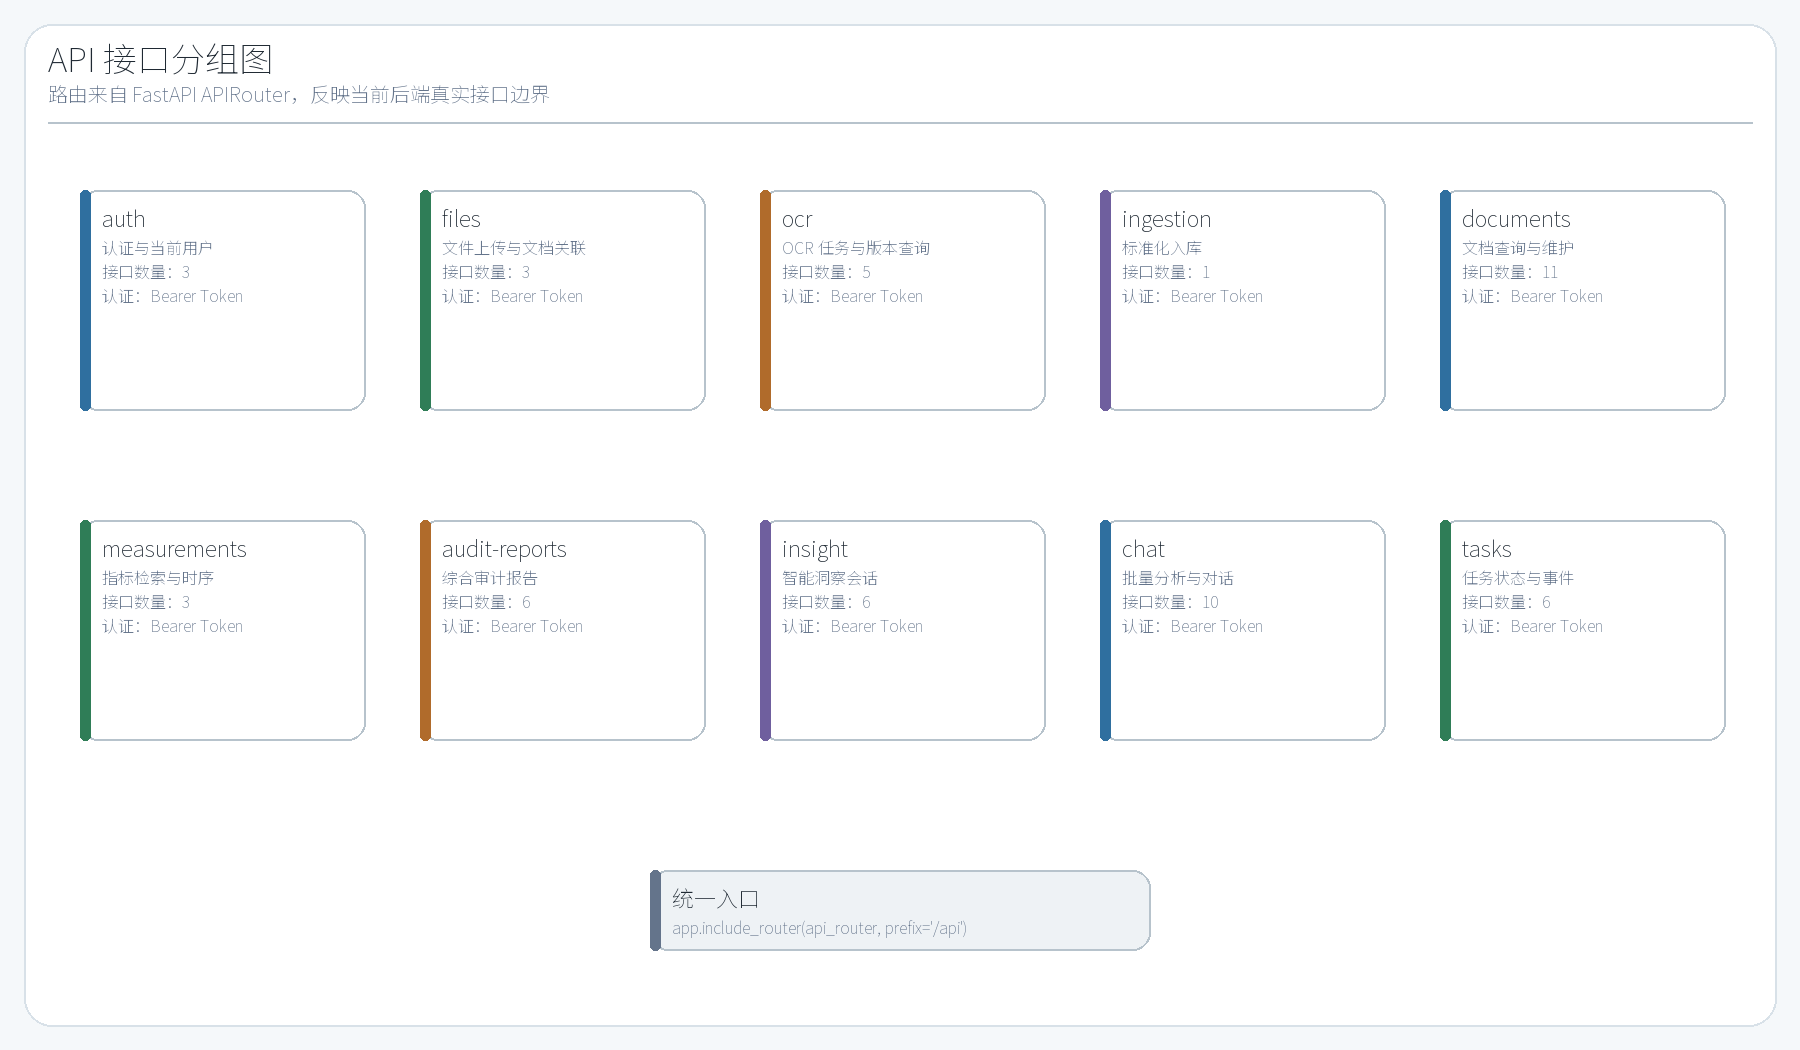 API 接口分组图
路由来自 FastAPI APIRouter，反映当前后端真实接口边界
auth
认证与当前用户
接口数量：3
认证：Bearer Token
files
文件上传与文档关联
接口数量：3
认证：Bearer Token
ocr
OCR 任务与版本查询
接口数量：5
认证：Bearer Token
ingestion
标准化入库
接口数量：1
认证：Bearer Token
documents
文档查询与维护
接口数量：11
认证：Bearer Token
measurements
指标检索与时序
接口数量：3
认证：Bearer Token
audit-reports
综合审计报告
接口数量：6
认证：Bearer Token
insight
智能洞察会话
接口数量：6
认证：Bearer Token
chat
批量分析与对话
接口数量：10
认证：Bearer Token
tasks
任务状态与事件
接口数量：6
认证：Bearer Token
统一入口
app.include_router(api_router, prefix='/api')